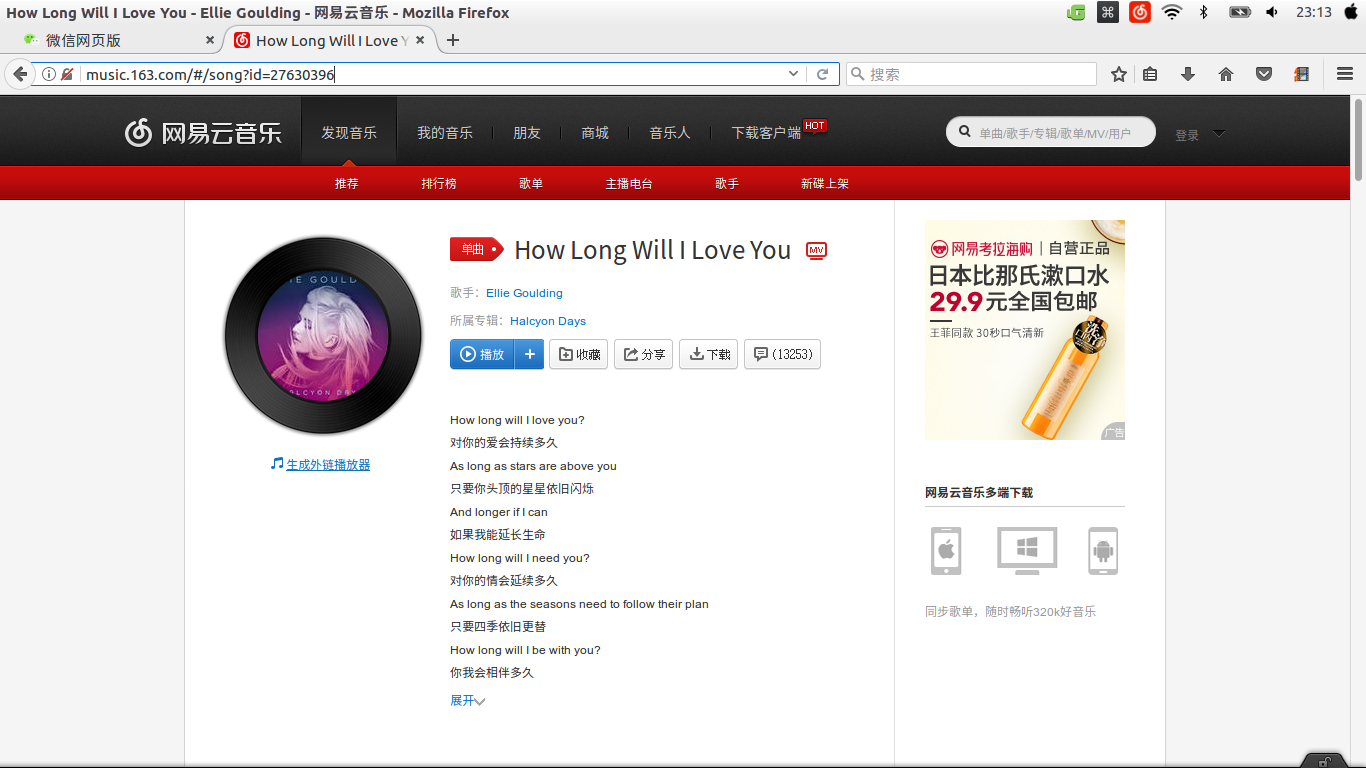 How Long Will I Love You - Ellie Goulding - 网易云音乐 - Mozilla Firefox
23:13
微信网页版
How Long Will I Love Y
music.163.com/#/song?id=27630396
搜索
网易云音乐
发现音乐
我的音乐
朋友
商城
音乐人
下载客户端
HOT
单曲/歌手/专辑/歌单/MV/用户
登录
推荐
排行榜
歌单
主播电台
歌手
新碟上架
IE GOULD
HALCYON DAY
生成外链播放器
单曲
How Long Will I Love You
MV
歌手：Ellie Goulding
所属专辑：Halcyon Days
播放
收藏
分享
下载
(13253)
How long will I love you?
对你的爱会持续多久
As long as stars are above you
只要你头顶的星星依旧闪烁
And longer if I can
如果我能延长生命
How long will I need you?
对你的情会延续多久
As long as the seasons need to follow their plan
只要四季依旧更替
How long will I be with you?
你我会相伴多久
展开
网易考拉海购｜自营正品
日本比那氏漱口水
29.9元全国包邮
王菲同款 30秒口气清新
广告
网易云音乐多端下载
同步歌单，随时畅听320k好音乐